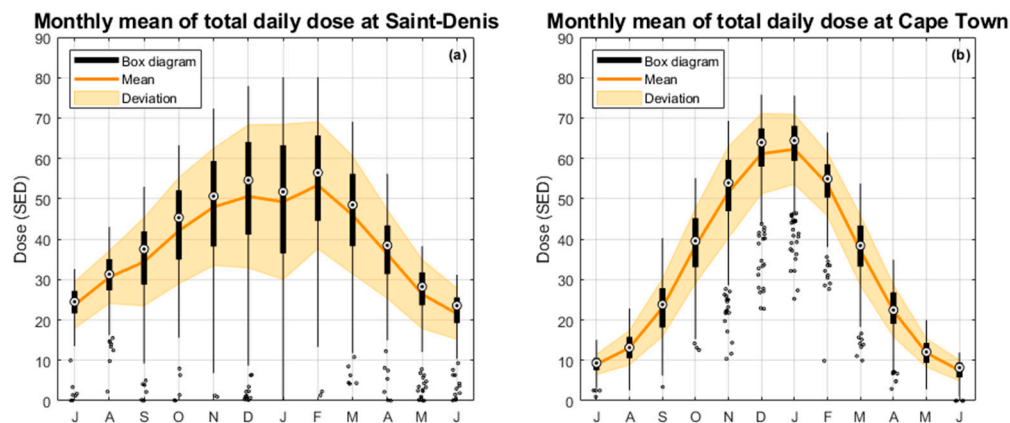 Monthly mean of total daily dose at Saint-Denis
90
80
70
60
50
40
30
20
10
0
Dose (SED)
Box diagram
Mean
Deviation
(a)
J A S O N D J F M A M J
Monthly mean of total daily dose at Cape Town
90
80
70
60
50
40
30
20
10
0
Dose (SED)
Box diagram
Mean
Deviation
(b)
J A S O N D J F M A M J